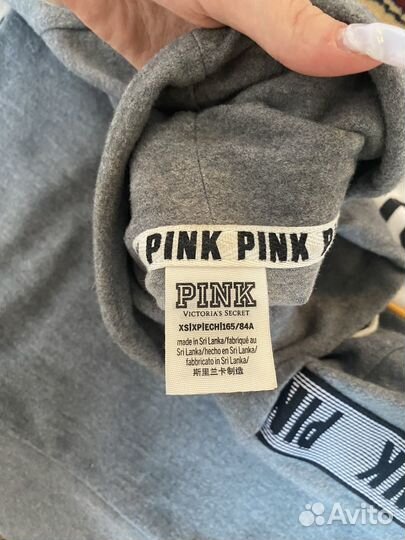 PINK PINK
PINK
VICTORIA'S SECRET
XS|XP|ECH|165/84A
made in Sri Lanka/fabriqué au
Sri Lanka/hecho en Sri Lanka/
fabbricato in Sri Lanka/
斯里兰卡制造
Avito